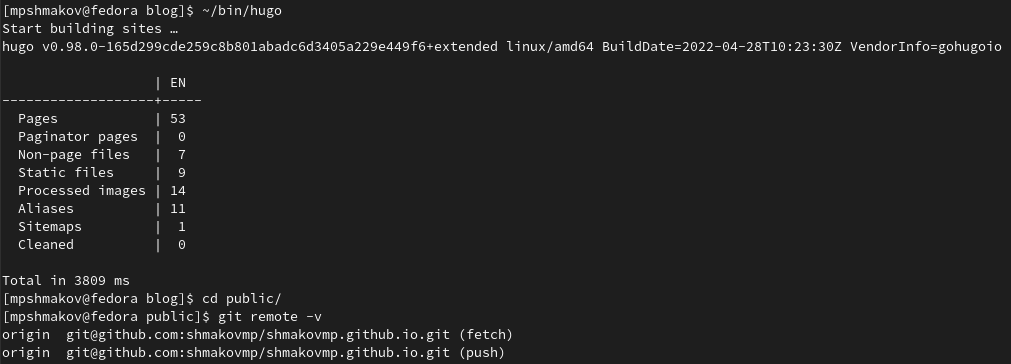 [mpshmakov@fedora blog]$ ~/bin/hugo
Start building sites …
hugo v0.98.0-165d299cde259c8b801abadc6d3405a229e449f6+extended linux/amd64 BuildDate=2022-04-28T10:23:30Z VendorInfo=gohugoio
                   | EN
-------------------+-----
  Pages            | 53
  Paginator pages  |  0
  Non-page files   |  7
  Static files     |  9
  Processed images | 14
  Aliases          | 11
  Sitemaps         |  1
  Cleaned          |  0
Total in 3809 ms
[mpshmakov@fedora blog]$ cd public/
[mpshmakov@fedora public]$ git remote -v
origin  git@github.com:shmakovmp/shmakovmp.github.io.git (fetch)
origin  git@github.com:shmakovmp/shmakovmp.github.io.git (push)